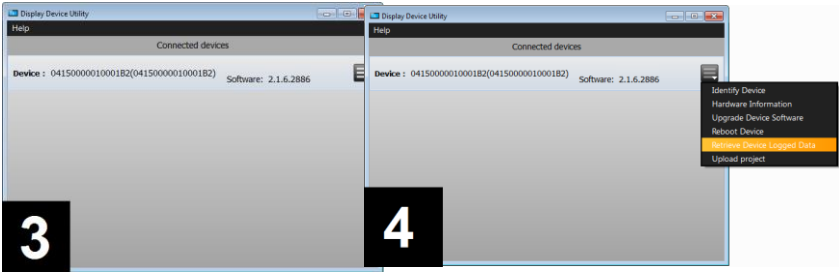 Display Device Utility
Help
Connected devices
Device : 04150000010001B2(04150000010001B2) Software: 2.1.6.2886
3
Display Device Utility
Help
Connected devices
Device : 04150000010001B2(04150000010001B2) Software: 2.1.6.2886
Identify Device
Hardware Information
Upgrade Device Software
Reboot Device
Retrieve Device Logged Data
Upload project
4